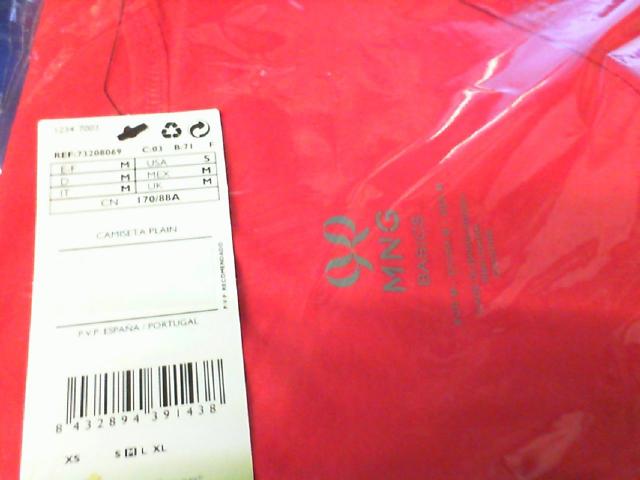 1234 7003
REF:73208069 C:03 B:71 F
E-F M USA S
D M MEX M
IT M UK M
CN 170/88A
CAMISETA PLAIN
P.V.P. RECOMENDADO
P.V.P. ESPAÑA / PORTUGAL
8 432894 391438
XS S M L XL
MNG
BASICS